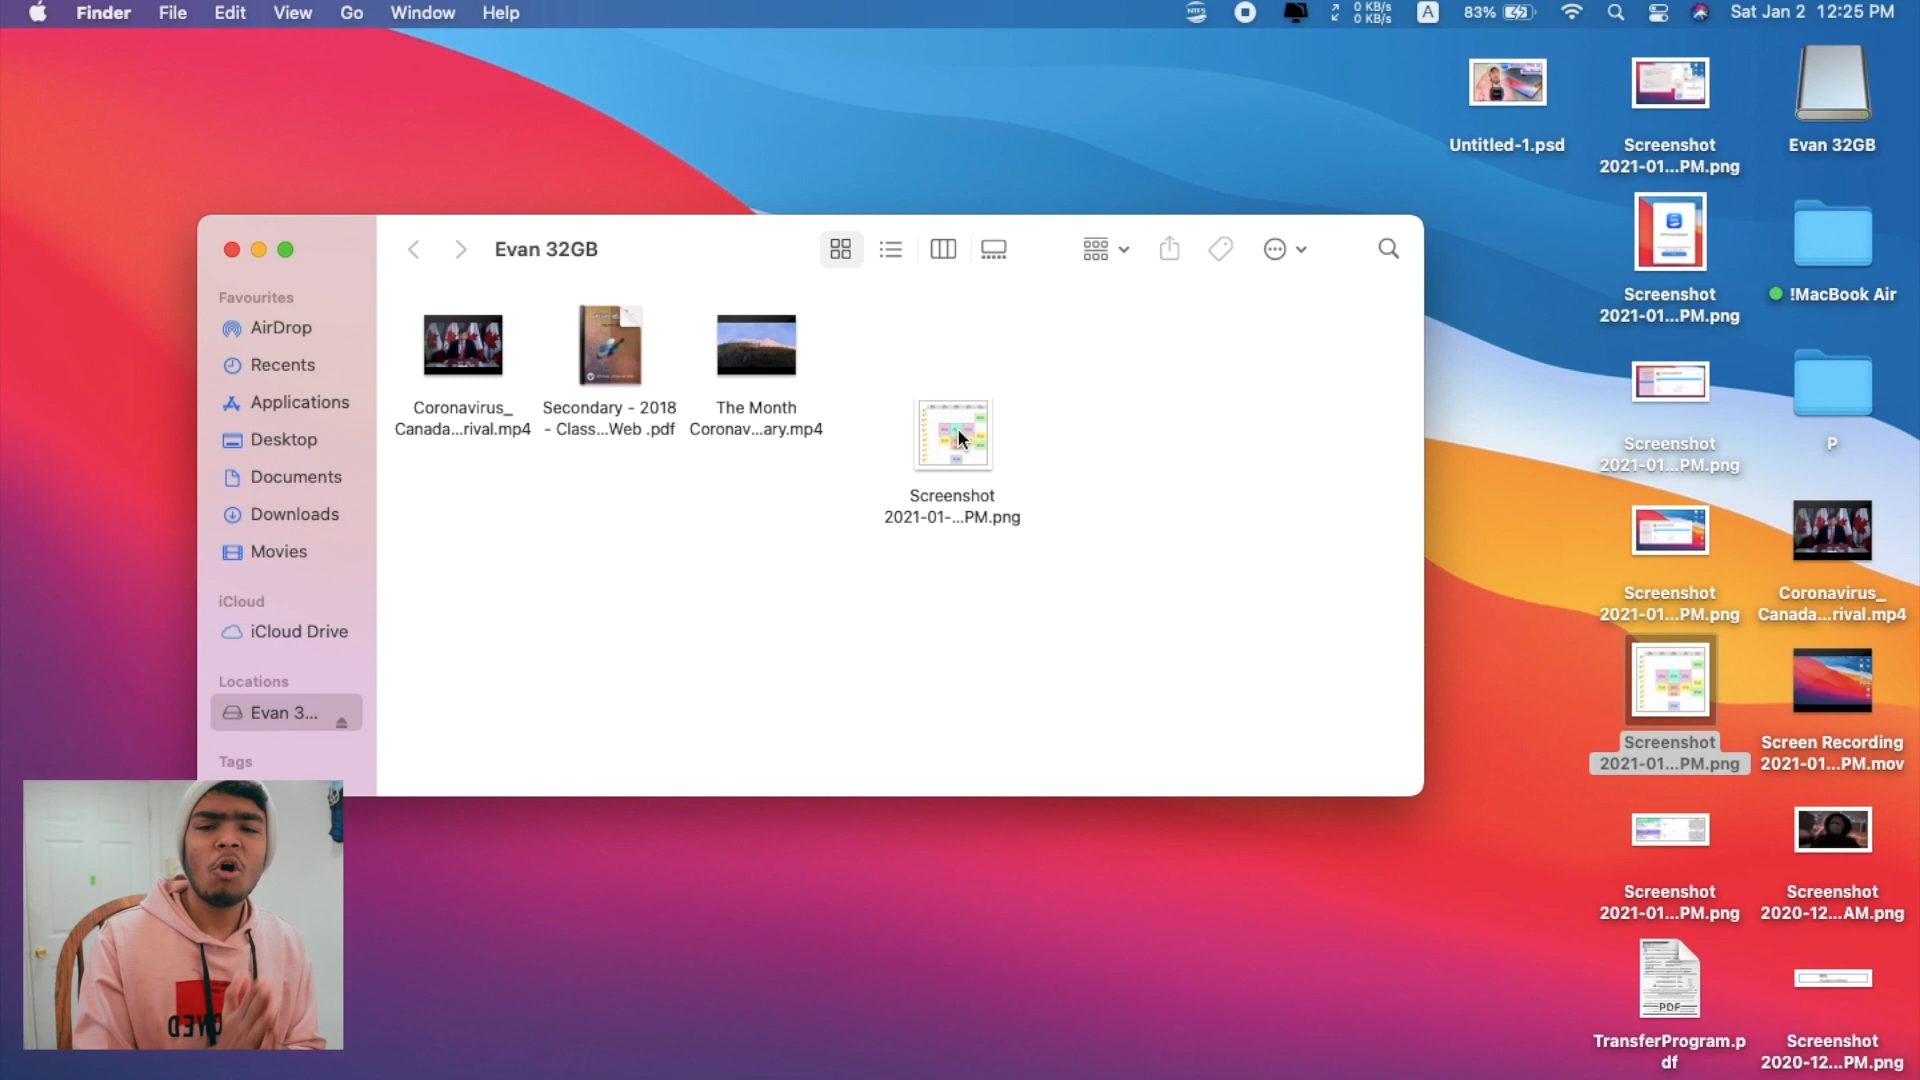 Finder File Edit View Go Window Help
NTFS
0 KB/s
0 KB/s
A
83%
Sat Jan 2 12:25 PM
Untitled-1.psd
Screenshot
2021-01...PM.png
Evan 32GB
Screenshot
2021-01...PM.png
!MacBook Air
Screenshot
2021-01...PM.png
P
Screenshot
2021-01...PM.png
Coronavirus_
Canada...rival.mp4
Screenshot
2021-01...PM.png
Screen Recording
2021-01...PM.mov
Screenshot
2021-01...PM.png
Screenshot
2020-12...AM.png
PDF
TransferProgram.p
df
Screenshot
2020-12...PM.png
Evan 32GB
Favourites
AirDrop
Recents
Applications
Desktop
Documents
Downloads
Movies
iCloud
iCloud Drive
Locations
Evan 3...
Tags
Coronavirus_
Canada...rival.mp4
Secondary - 2018
- Class...Web .pdf
The Month
Coronav...ary.mp4
Screenshot
2021-01-...PM.png